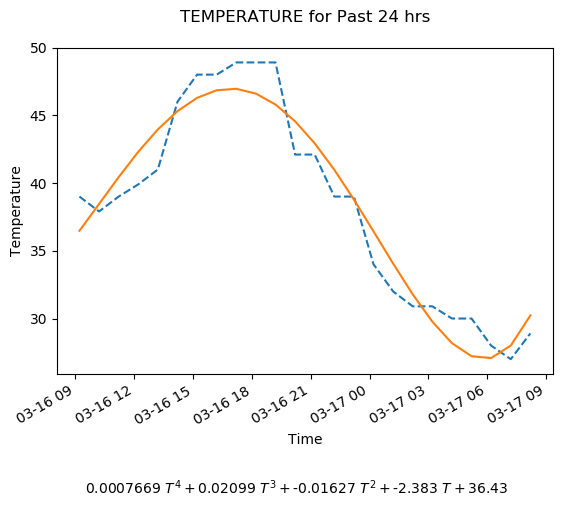 TEMPERATURE for Past 24 hrs
50
45
40
35
30
Temperature
03-16 09 03-16 12 03-16 15 03-16 18 03-16 21 03-17 00 03-17 03 03-17 06 03-17 09
Time
0.0007669 T⁴ + 0.02099 T³ + -0.01627 T² + -2.383 T + 36.43